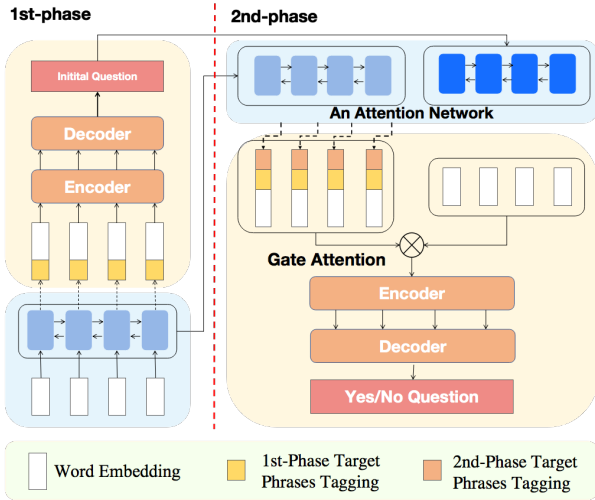 1st-phase
2nd-phase
Initital Question
Decoder
Encoder
An Attention Network
Gate Attention
Encoder
Decoder
Yes/No Question
Word Embedding
1st-Phase Target
Phrases Tagging
2nd-Phase Target
Phrases Tagging